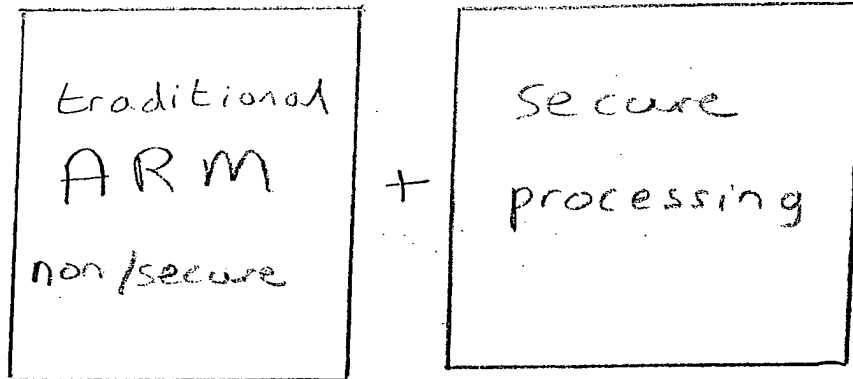 traditional
ARM
non/secure
+
secure
processing